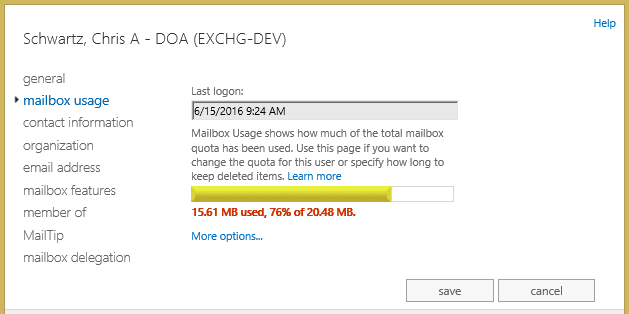 Help
Schwartz, Chris A - DOA (EXCHG-DEV)
general
mailbox usage
contact information
organization
email address
mailbox features
member of
MailTip
mailbox delegation
Last logon:
6/15/2016 9:24 AM
Mailbox Usage shows how much of the total mailbox
quota has been used. Use this page if you want to
change the quota for this user or specify how long to
keep deleted items. Learn more
15.61 MB used, 76% of 20.48 MB.
More options...
save
cancel